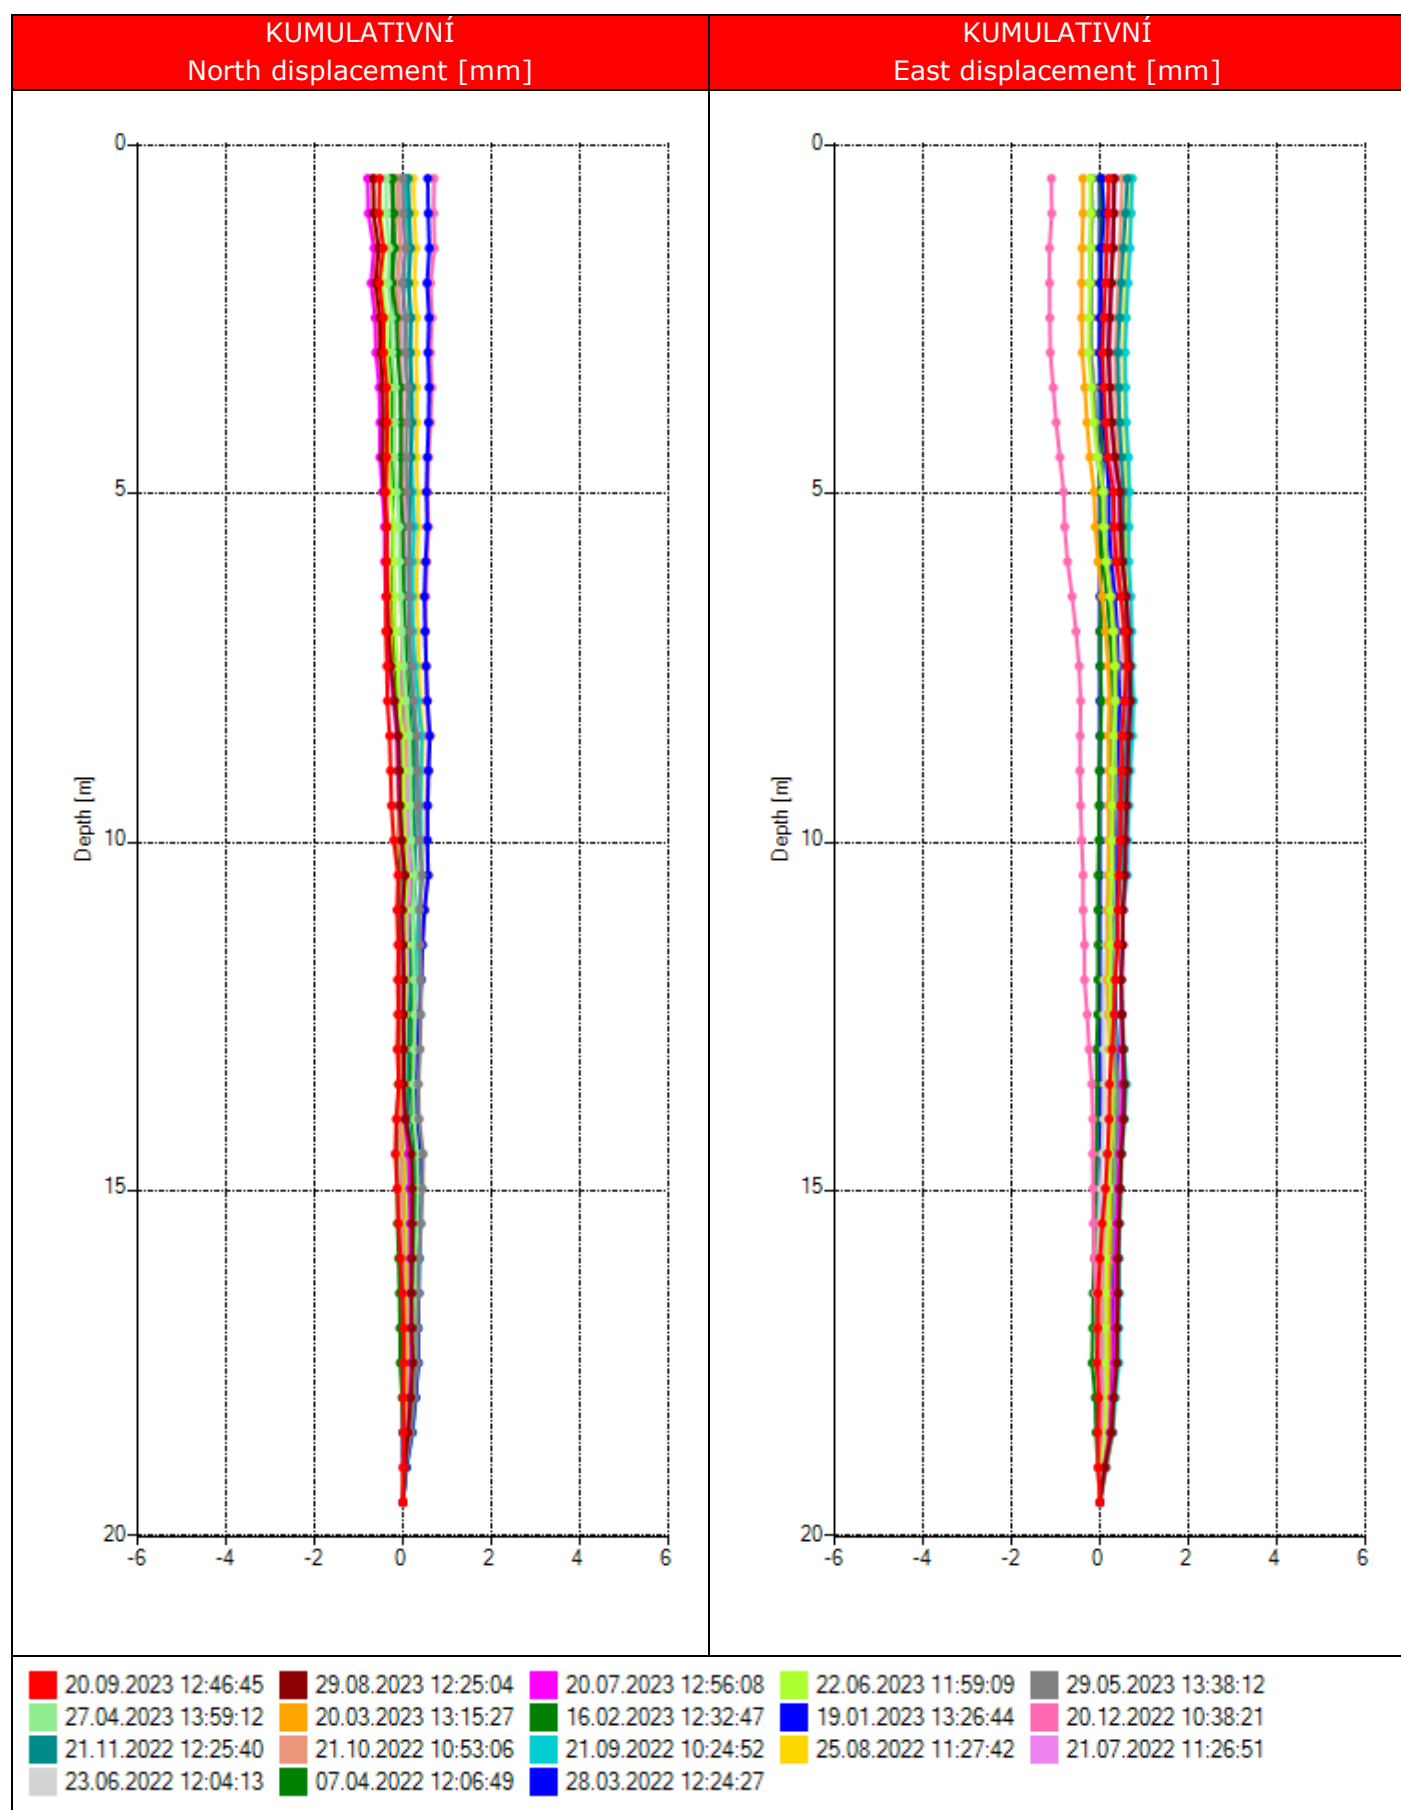 KUMULATIVNÍ
North displacement [mm]
KUMULATIVNÍ
East displacement [mm]
0
5
10
15
20
Depth [m]
-6 -4 -2 0 2 4 6
0
5
10
15
20
Depth [m]
-6 -4 -2 0 2 4 6
20.09.2023 12:46:45 29.08.2023 12:25:04 20.07.2023 12:56:08 22.06.2023 11:59:09 29.05.2023 13:38:12
27.04.2023 13:59:12 20.03.2023 13:15:27 16.02.2023 12:32:47 19.01.2023 13:26:44 20.12.2022 10:38:21
21.11.2022 12:25:40 21.10.2022 10:53:06 21.09.2022 10:24:52 25.08.2022 11:27:42 21.07.2022 11:26:51
23.06.2022 12:04:13 07.04.2022 12:06:49 28.03.2022 12:24:27